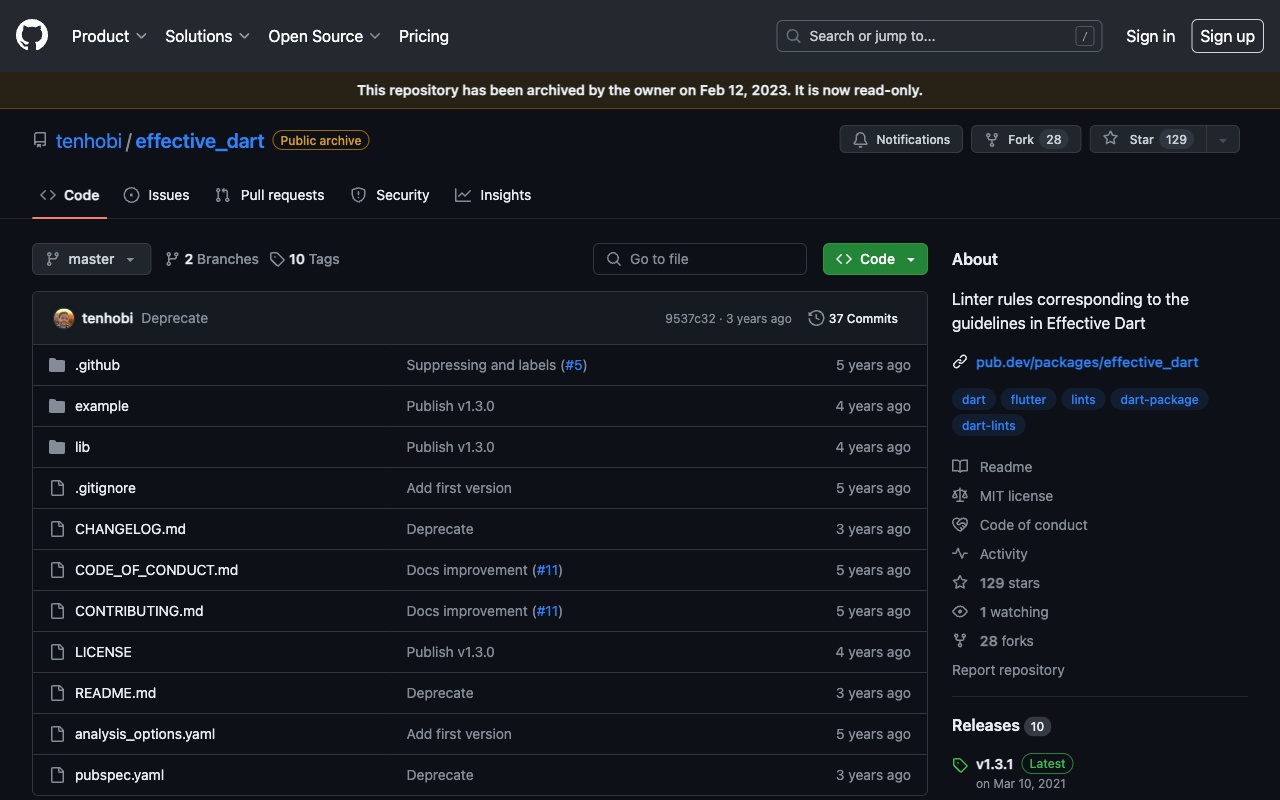 Product Solutions Open Source Pricing Search or jump to... / Sign in Sign up
This repository has been archived by the owner on Feb 12, 2023. It is now read-only.
tenhobi / effective_dart Public archive Notifications Fork 28 Star 129
Code Issues Pull requests Security Insights
master 2 Branches 10 Tags Go to file Code
tenhobi Deprecate 9537c32 · 3 years ago 37 Commits
.github Suppressing and labels (#5) 5 years ago
example Publish v1.3.0 4 years ago
lib Publish v1.3.0 4 years ago
.gitignore Add first version 5 years ago
CHANGELOG.md Deprecate 3 years ago
CODE_OF_CONDUCT.md Docs improvement (#11) 5 years ago
CONTRIBUTING.md Docs improvement (#11) 5 years ago
LICENSE Publish v1.3.0 4 years ago
README.md Deprecate 3 years ago
analysis_options.yaml Add first version 5 years ago
pubspec.yaml Deprecate 3 years ago
About
Linter rules corresponding to the
guidelines in Effective Dart
pub.dev/packages/effective_dart
dart flutter lints dart-package
dart-lints
Readme
MIT license
Code of conduct
Activity
129 stars
1 watching
28 forks
Report repository
Releases 10
v1.3.1 Latest
on Mar 10, 2021